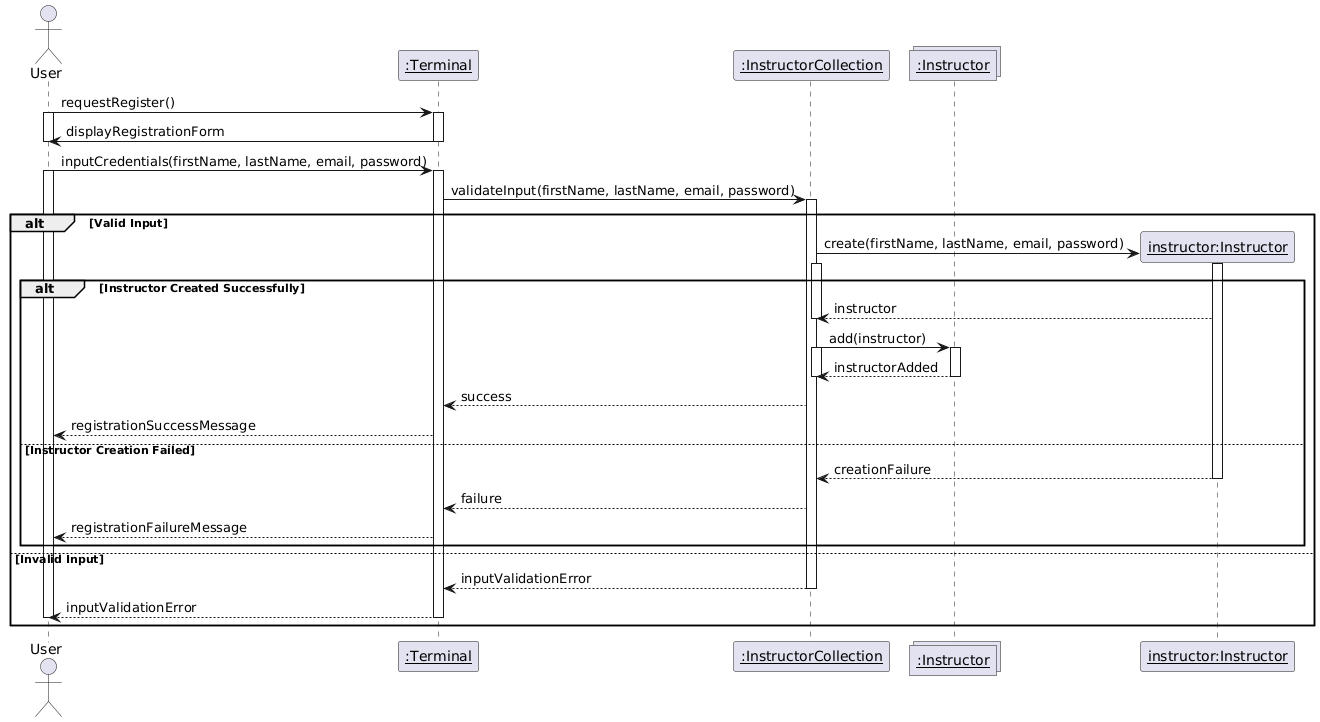 User
:Terminal
:InstructorCollection
:Instructor
requestRegister()
displayRegistrationForm
inputCredentials(firstName, lastName, email, password)
validateInput(firstName, lastName, email, password)
alt [Valid Input]
create(firstName, lastName, email, password)
instructor:Instructor
alt [Instructor Created Successfully]
instructor
add(instructor)
instructorAdded
success
registrationSuccessMessage
[Instructor Creation Failed]
creationFailure
failure
registrationFailureMessage
[Invalid Input]
inputValidationError
inputValidationError
User
:Terminal
:InstructorCollection
:Instructor
instructor:Instructor